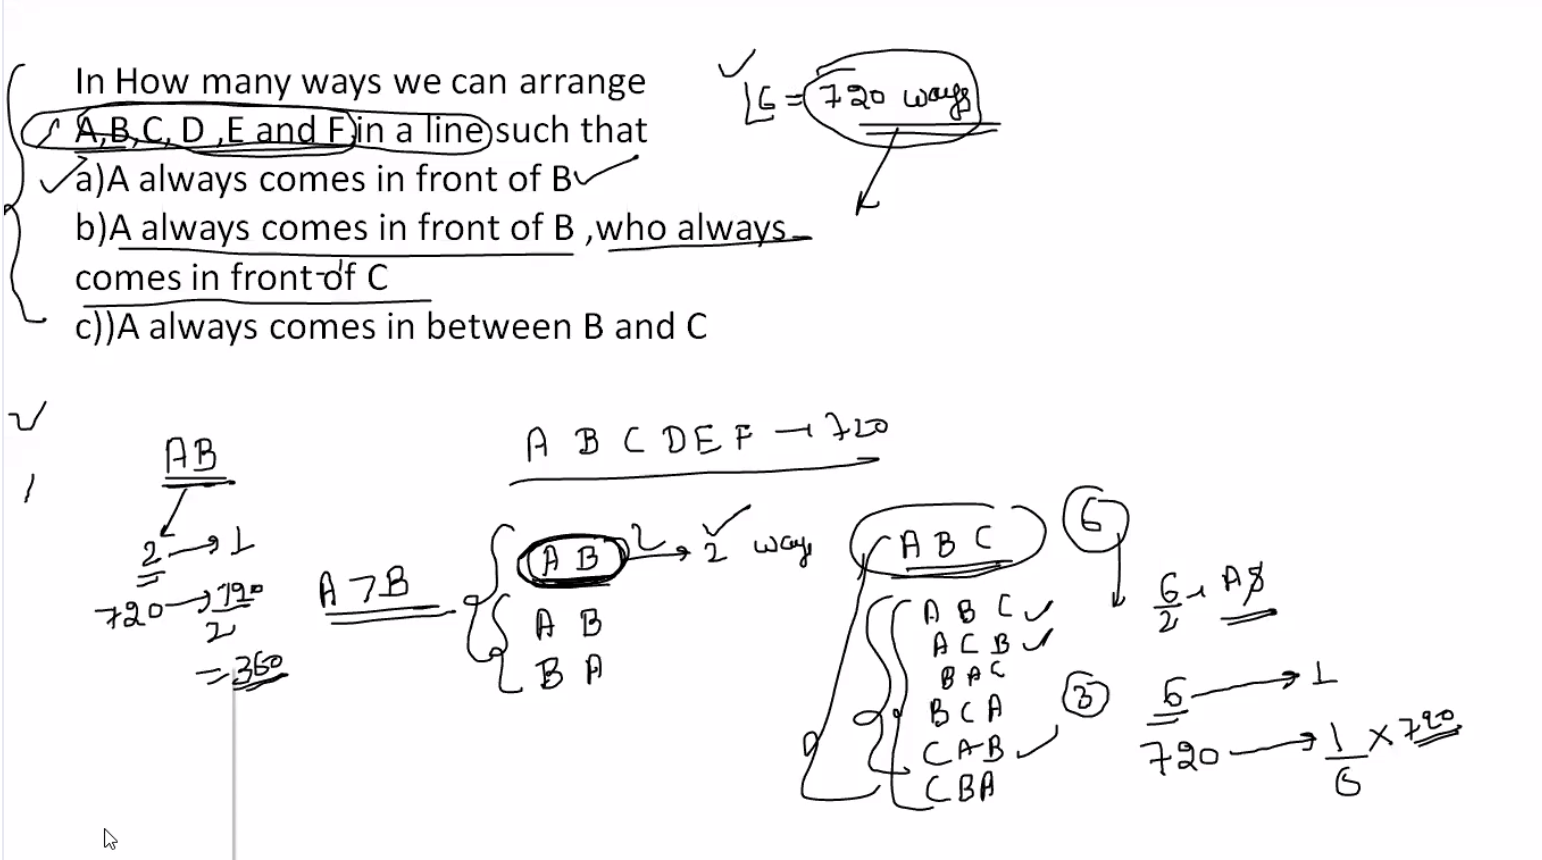 In How many ways we can arrange
A,B,C, D ,E and F in a line such that
a)A always comes in front of B
b)A always comes in front of B ,who always
comes in front of C
c))A always comes in between B and C
6 = 720 ways
A B C D E F → 720
AB
2 → 1
720 → 720/2
= 360
A > B
A B 2 → 2 ways
A B
B A
A B C 6
A B C
A C B
B A C
B C A
C A B
C B A
3
6/2 → AB
6 → 1
720 → 1/6 × 720